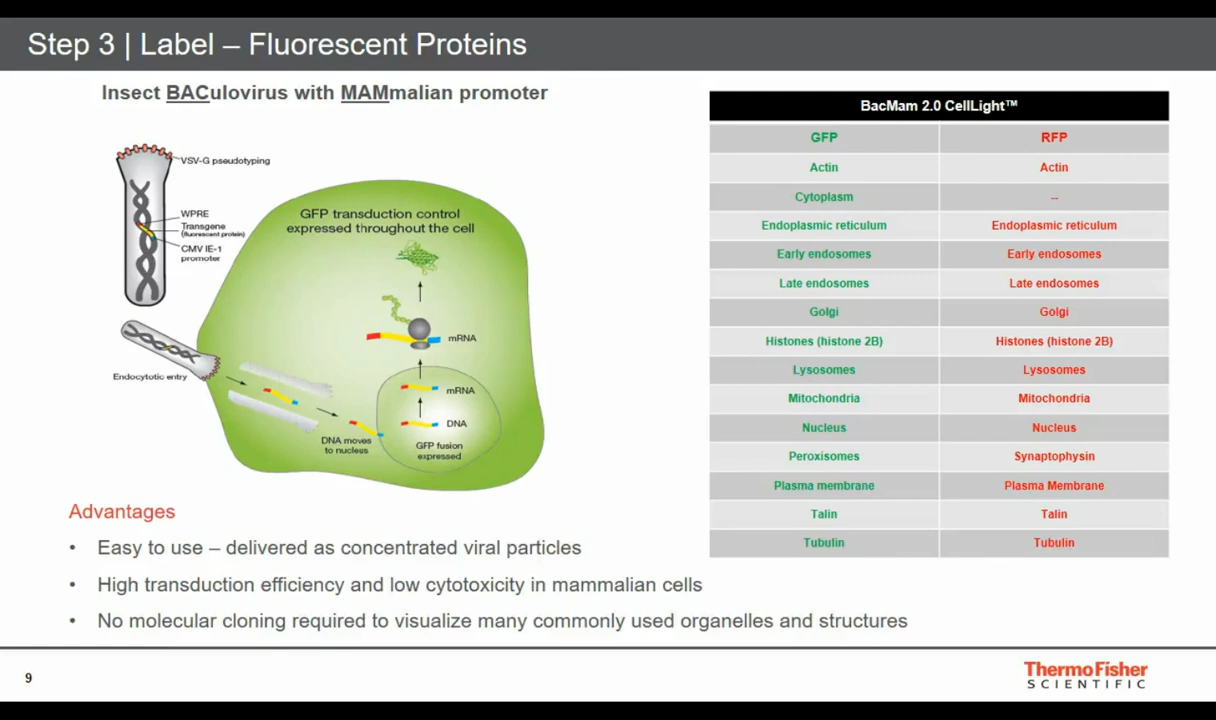 Step 3 | Label – Fluorescent Proteins
Insect BACulovirus with MAMmalian promoter
VSV-G pseudotyping
WPRE
Transgene
(fluorescent protein)
CMV IE-1
promoter
Endocytotic entry
GFP transduction control
expressed throughout the cell
mRNA
mRNA
DNA
DNA moves
to nucleus
GFP fusion
expressed
BacMam 2.0 CellLight™
GFP RFP
Actin Actin
Cytoplasm --
Endoplasmic reticulum Endoplasmic reticulum
Early endosomes Early endosomes
Late endosomes Late endosomes
Golgi Golgi
Histones (histone 2B) Histones (histone 2B)
Lysosomes Lysosomes
Mitochondria Mitochondria
Nucleus Nucleus
Peroxisomes Synaptophysin
Plasma membrane Plasma Membrane
Talin Talin
Tubulin Tubulin
Advantages
• Easy to use – delivered as concentrated viral particles
• High transduction efficiency and low cytotoxicity in mammalian cells
• No molecular cloning required to visualize many commonly used organelles and structures
9
ThermoFisher
SCIENTIFIC